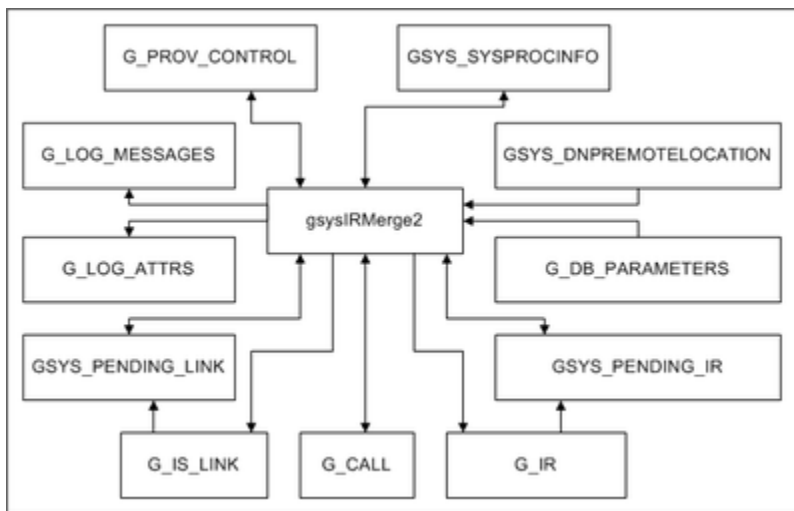 G_PROV_CONTROL
GSYS_SYSPROCINFO
G_LOG_MESSAGES
GSYS_DNPREMOTELOCATION
gsysIRMerge2
G_LOG_ATTRS
G_DB_PARAMETERS
GSYS_PENDING_LINK
GSYS_PENDING_IR
G_IS_LINK
G_CALL
G_IR